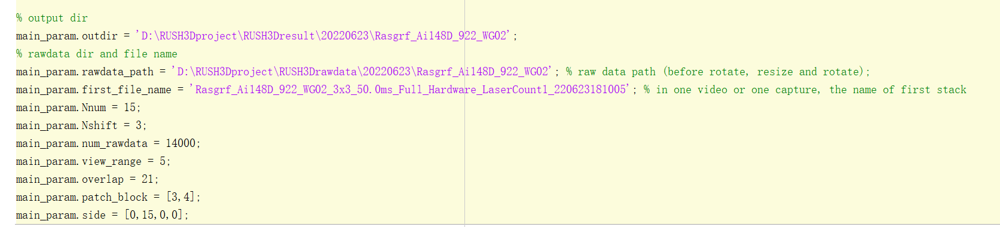 % output dir
main_param.outdir = 'D:\RUSH3Dproject\RUSH3Dresult\20220623\Rasgrf_Ai148D_922_WG02';
% rawdata dir and file name
main_param.rawdata_path = 'D:\RUSH3Dproject\RUSH3Drawdata\20220623\Rasgrf_Ai148D_922_WG02'; % raw data path (before rotate, resize and rotate);
main_param.first_file_name = 'Rasgrf_Ai148D_922_WG02_3x3_50.0ms_Full_Hardware_LaserCount1_220623181005'; % in one video or one capture, the name of first stack
main_param.Nnum = 15;
main_param.Nshift = 3;
main_param.num_rawdata = 14000;
main_param.view_range = 5;
main_param.overlap = 21;
main_param.patch_block = [3,4];
main_param.side = [0,15,0,0];